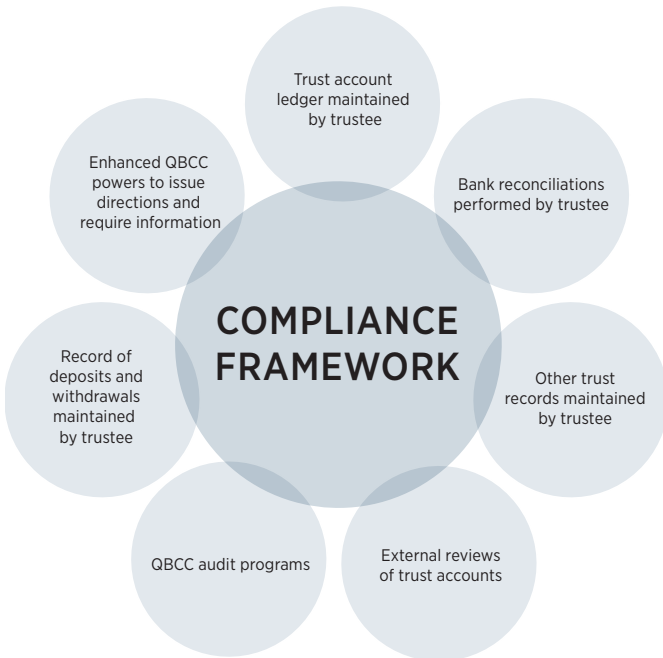 Trust account
ledger maintained
by trustee
Enhanced QBCC
powers to issue
directions and
require information
Bank reconciliations
performed by trustee
COMPLIANCE
FRAMEWORK
Record of
deposits and
withdrawals
maintained
by trustee
Other trust
records maintained
by trustee
QBCC audit programs
External reviews
of trust accounts